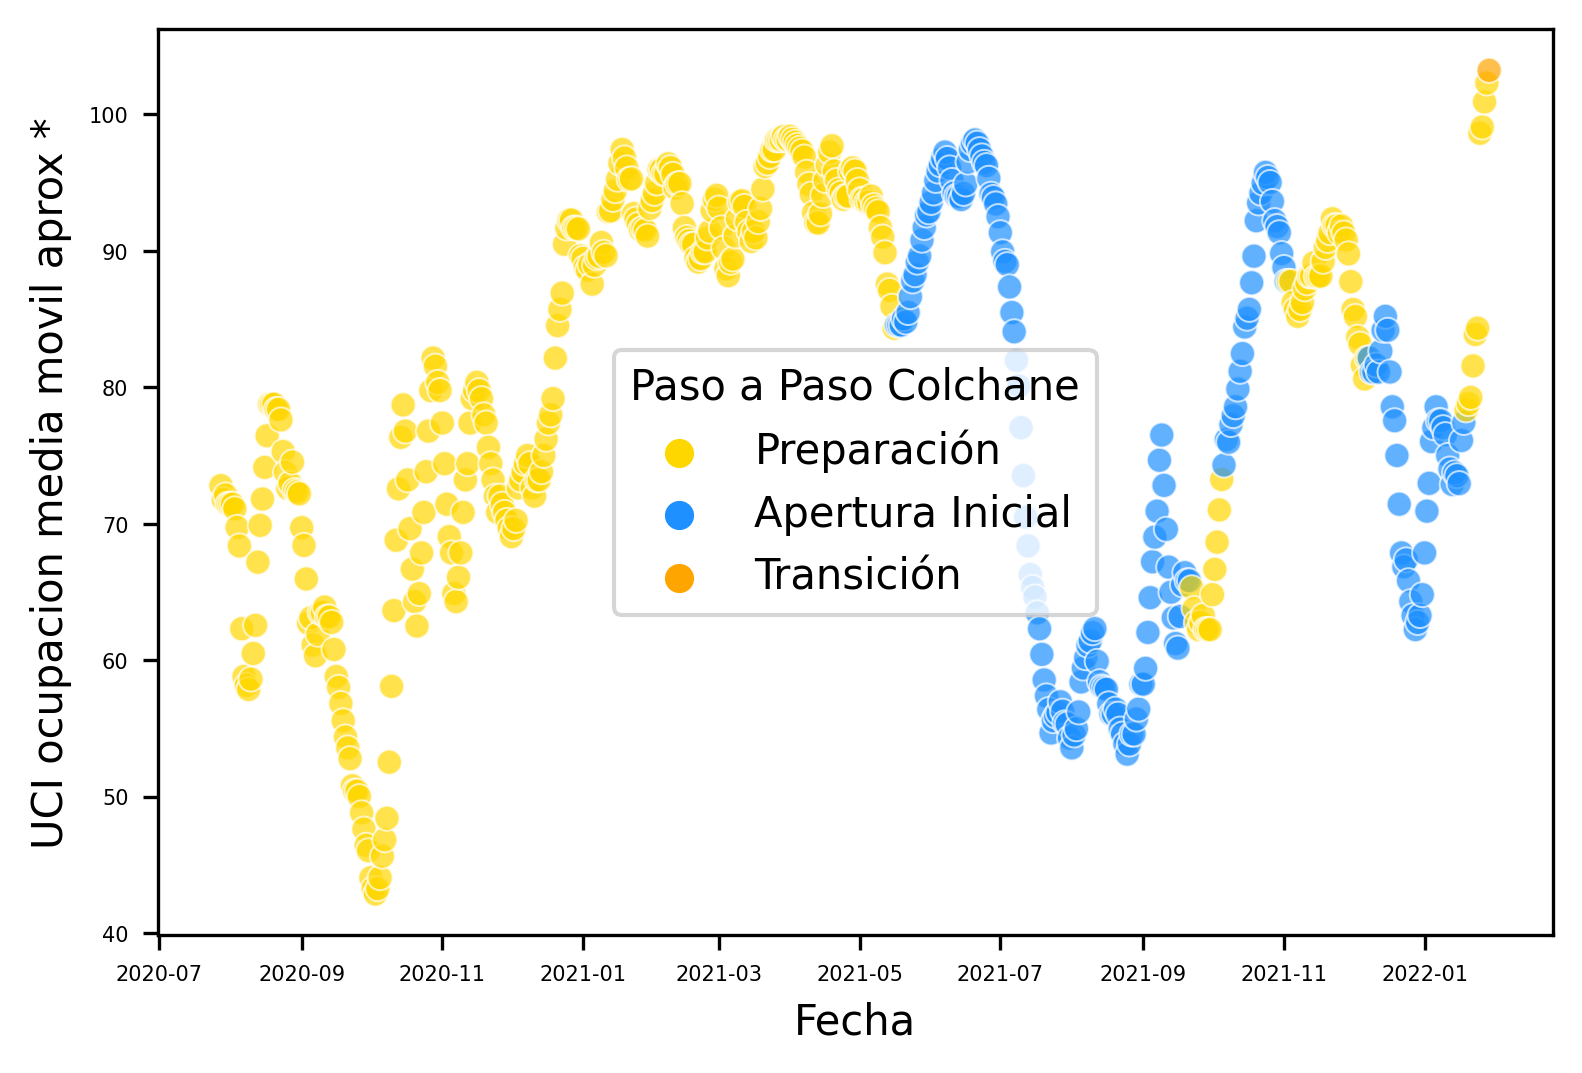 UCI ocupacion media movil aprox *
100
90
80
70
60
50
40
Paso a Paso Colchane
Preparación
Apertura Inicial
Transición
2020-07 2020-09 2020-11 2021-01 2021-03 2021-05 2021-07 2021-09 2021-11 2022-01
Fecha